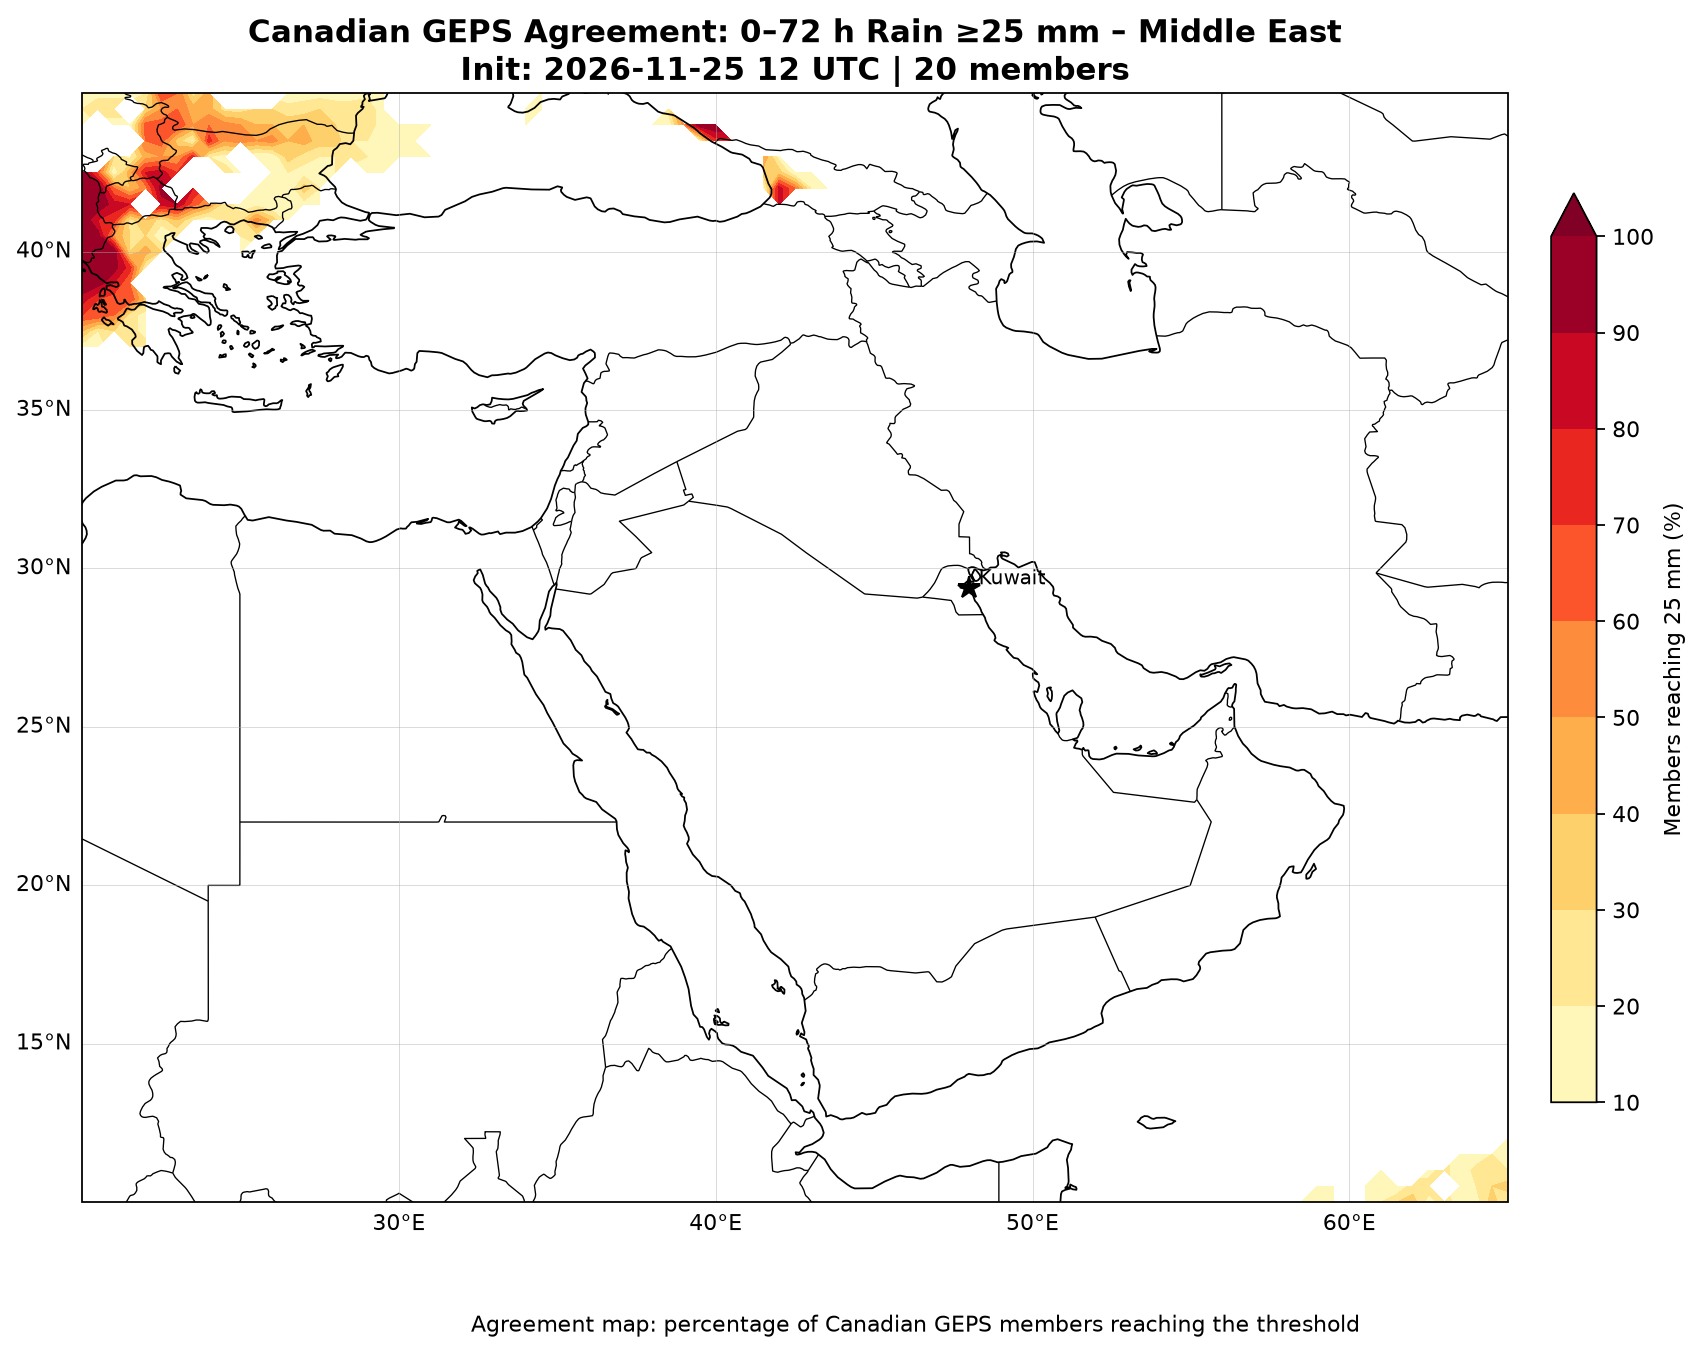 Canadian GEPS Agreement: 0–72 h Rain ≥25 mm – Middle East
Init: 2026-11-25 12 UTC | 20 members
40°N
35°N
30°N
25°N
20°N
15°N
30°E
40°E
50°E
60°E
Kuwait
100
90
80
70
60
50
40
30
20
10
Members reaching 25 mm (%)
Agreement map: percentage of Canadian GEPS members reaching the threshold